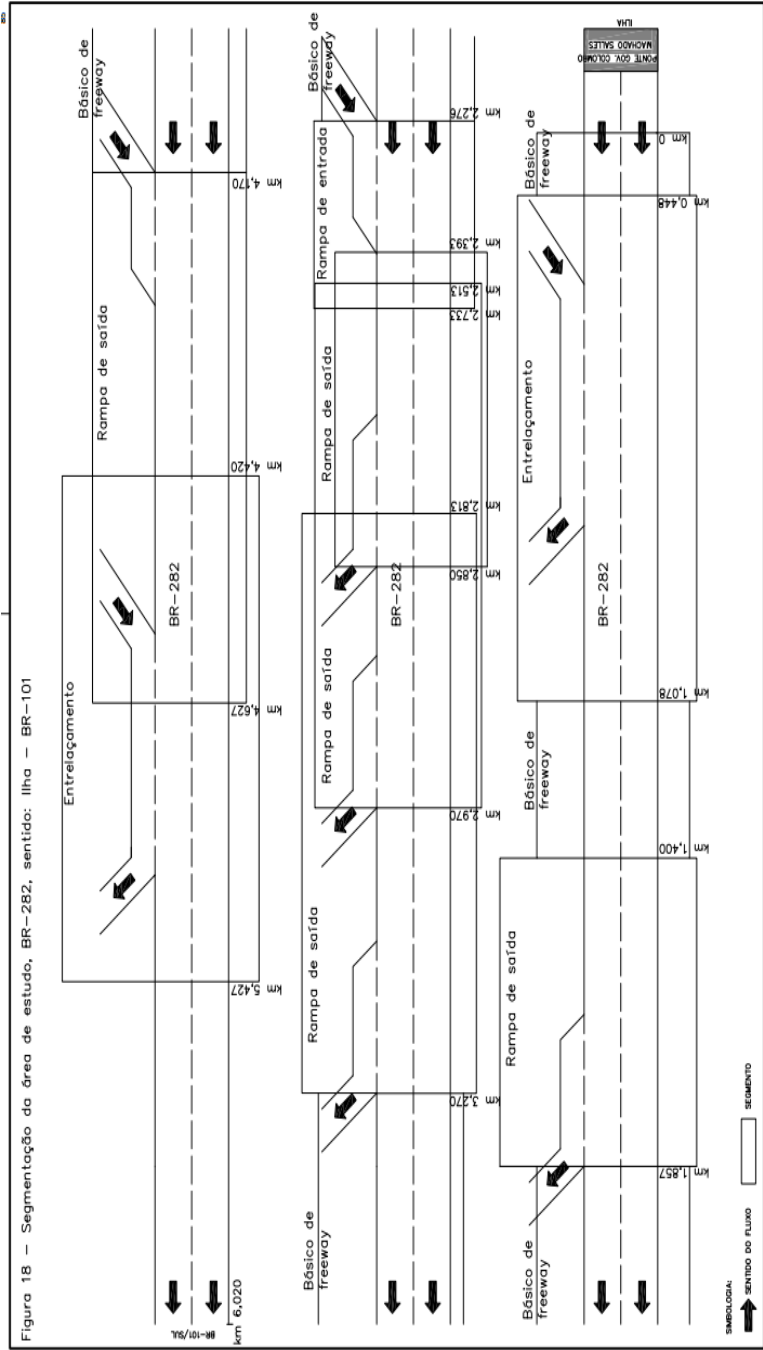 85
Figura 18 – Segmentação da área de estudo, BR–282, sentido: Ilha – BR–101
Básico de
freeway
km 4,170
Rampa de saída
km 4,420
BR–282
Entrelaçamento
km 4,627
km 5,427
km 6,020
BR–101/SUL
Básico de
freeway
km 2,276
Rampa de entrada
km 2,393
km 2,513
km 2,733
Rampa de saída
km 2,813
km 2,850
BR–282
Rampa de saída
km 2,970
Rampa de saída
km 3,270
Básico de
freeway
ILHA
PONTE GOV. COLOMBO
MACHADO SALLES
km 0
Básico de
freeway
km 0,448
Entrelaçamento
BR–282
km 1,078
Básico de
freeway
km 1,400
Rampa de saída
km 1,857
Básico de
freeway
SIMBOLOGIA:
SENTIDO DO FLUXO
SEGMENTO